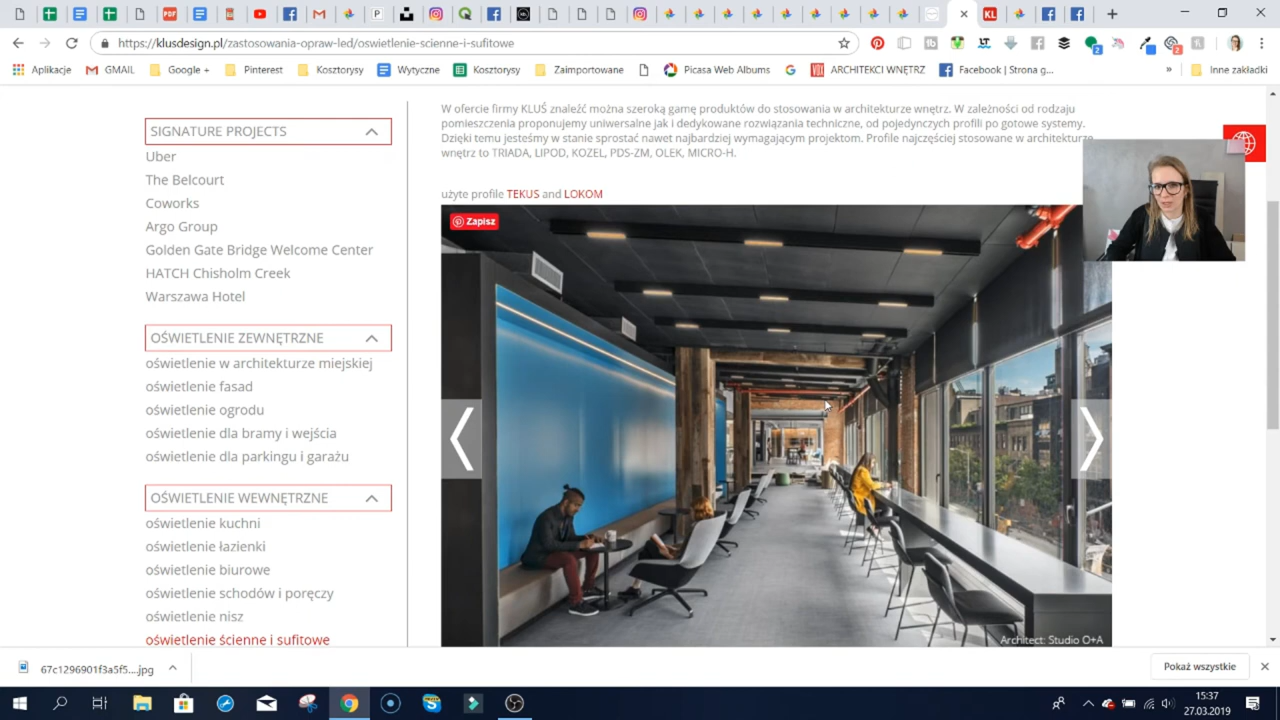 https://klusdesign.pl/zastosowania-opraw-led/oswietlenie-scienne-i-sufitowe
Aplikacje
GMAIL
Google +
Pinterest
Kosztorysy
Wytyczne
Kosztorysy
Zaimportowane
Picasa Web Albums
ARCHITEKCI WNĘTRZ
Facebook | Strona g...
»
Inne zakładki
SIGNATURE PROJECTS
Uber
The Belcourt
Coworks
Argo Group
Golden Gate Bridge Welcome Center
HATCH Chisholm Creek
Warszawa Hotel
OŚWIETLENIE ZEWNĘTRZNE
oświetlenie w architekturze miejskiej
oświetlenie fasad
oświetlenie ogrodu
oświetlenie dla bramy i wejścia
oświetlenie dla parkingu i garażu
OŚWIETLENIE WEWNĘTRZNE
oświetlenie kuchni
oświetlenie łazienki
oświetlenie biurowe
oświetlenie schodów i poręczy
oświetlenie nisz
oświetlenie ścienne i sufitowe
W ofercie firmy KLUŚ znaleźć można szeroką gamę produktów do stosowania w architekturze wnętrz. W zależności od rodzaju
pomieszczenia proponujemy uniwersalne jak i dedykowane rozwiązania techniczne, od pojedynczych profili po gotowe systemy.
Dzięki temu jesteśmy w stanie sprostać nawet najbardziej wymagającym projektom. Profile najczęściej stosowane w architekturze
wnętrz to TRIADA, LIPOD, KOZEL, PDS-ZM, OLEK, MICRO-H.
użyte profile TEKUS and LOKOM
Zapisz
Architect: Studio O+A
67c1296901f3a5f5....jpg
Pokaż wszystkie
15:37
27.03.2019